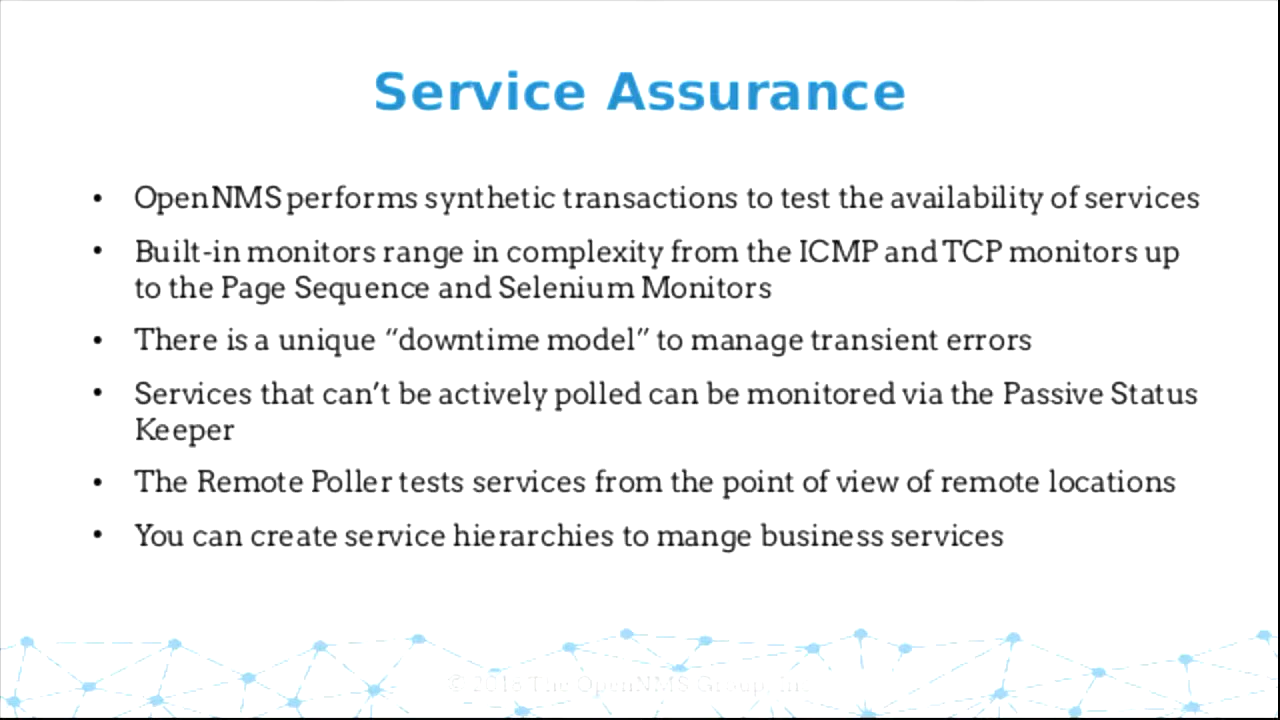 Service Assurance
• OpenNMS performs synthetic transactions to test the availability of services
• Built-in monitors range in complexity from the ICMP and TCP monitors up
to the Page Sequence and Selenium Monitors
• There is a unique “downtime model” to manage transient errors
• Services that can’t be actively polled can be monitored via the Passive Status
Keeper
• The Remote Poller tests services from the point of view of remote locations
• You can create service hierarchies to mange business services
The OpenNMS Group, Inc.